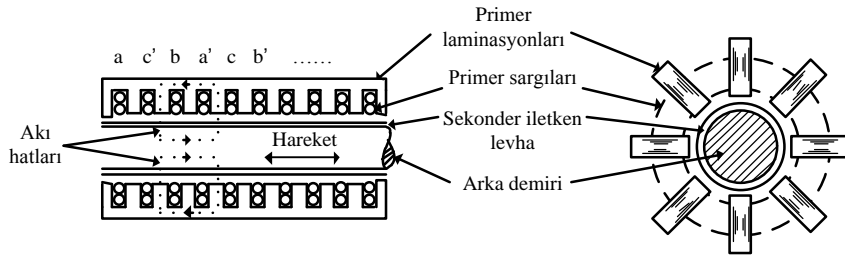 Primer
laminasyonları
a c’ b a’ c b’ ……
Primer sargıları
Akı
hatları
Hareket
Sekonder iletken
levha
Arka demiri